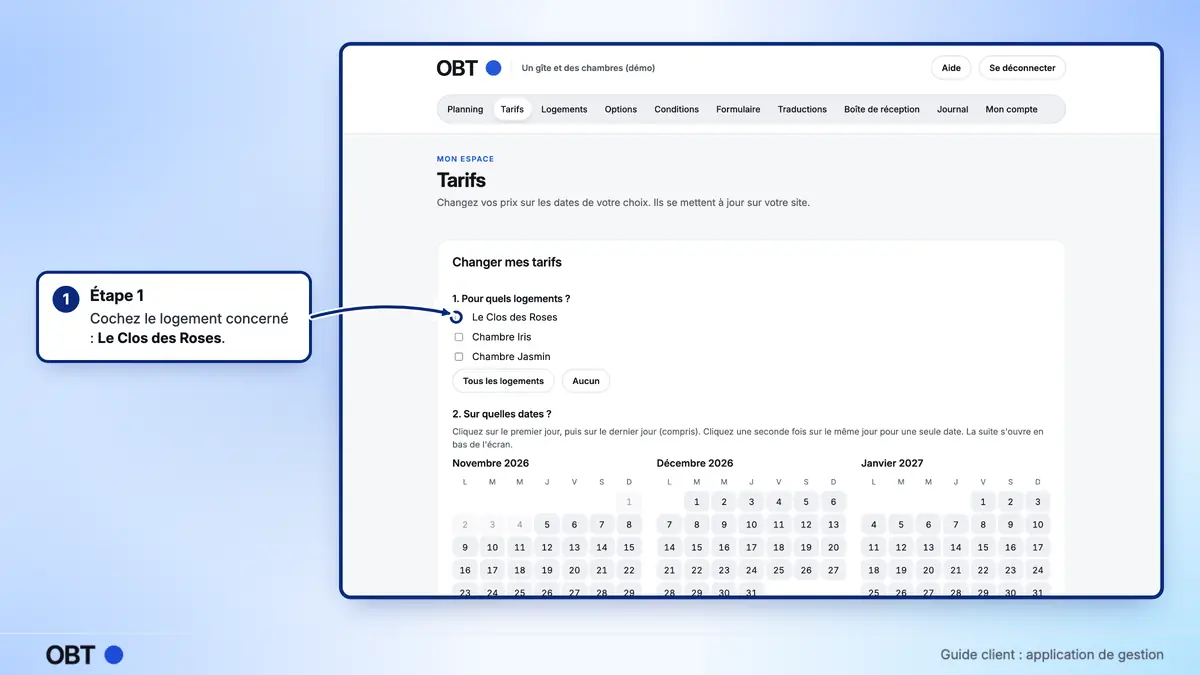 OBT
Un gîte et des chambres (démo)
Aide
Se déconnecter
Planning Tarifs Logements Options Conditions Formulaire Traductions Boîte de réception Journal Mon compte
MON ESPACE
Tarifs
Changez vos prix sur les dates de votre choix. Ils se mettent à jour sur votre site.
Changer mes tarifs
1. Pour quels logements ?
Le Clos des Roses
Chambre Iris
Chambre Jasmin
Tous les logements Aucun
2. Sur quelles dates ?
Cliquez sur le premier jour, puis sur le dernier jour (compris). Cliquez une seconde fois sur le même jour pour une seule date. La suite s'ouvre en
bas de l'écran.
Novembre 2026
L M M J V S D
1
2 3 4 5 6 7 8
9 10 11 12 13 14 15
16 17 18 19 20 21 22
23 24 25 26 27 28 29
Décembre 2026
L M M J V S D
1 2 3 4 5 6
7 8 9 10 11 12 13
14 15 16 17 18 19 20
21 22 23 24 25 26 27
28 29 30 31
Janvier 2027
L M M J V S D
1 2 3
4 5 6 7 8 9 10
11 12 13 14 15 16 17
18 19 20 21 22 23 24
25 26 27 28 29 30 31
1
Étape 1
Cochez le logement concerné
: Le Clos des Roses.
OBT
Guide client : application de gestion